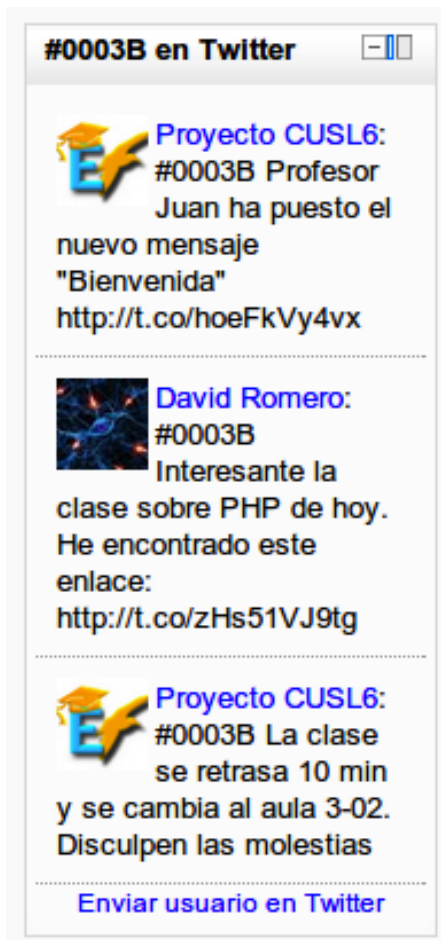 #0003B en Twitter
Proyecto CUSL6:
#0003B Profesor
Juan ha puesto el
nuevo mensaje
"Bienvenida"
http://t.co/hoeFkVy4vx
David Romero:
#0003B
Interesante la
clase sobre PHP de hoy.
He encontrado este
enlace:
http://t.co/zHs51VJ9tg
Proyecto CUSL6:
#0003B La clase
se retrasa 10 min
y se cambia al aula 3-02.
Disculpen las molestias
Enviar usuario en Twitter